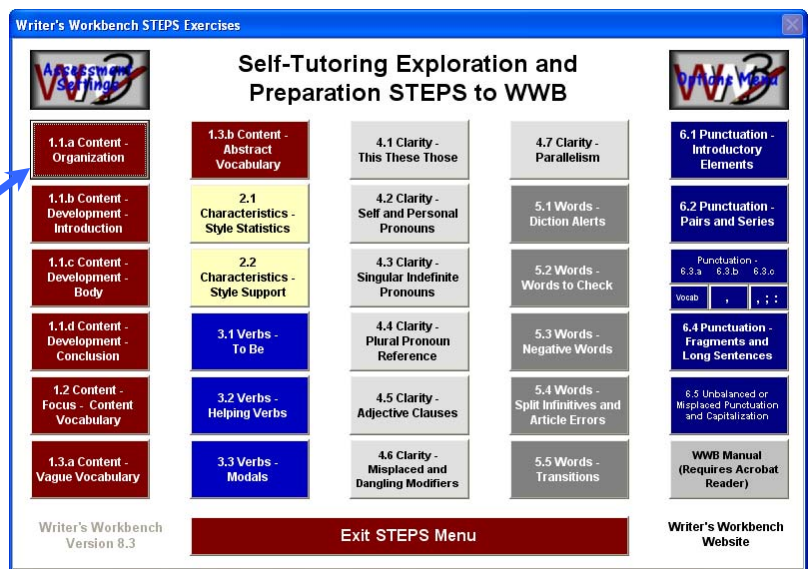 Writer's Workbench STEPS Exercises
Assessment
Settings
Self-Tutoring Exploration and
Preparation STEPS to WWB
Options Menu
1.1.a Content -
Organization
1.1.b Content -
Development -
Introduction
1.1.c Content -
Development -
Body
1.1.d Content -
Development -
Conclusion
1.2 Content -
Focus - Content
Vocabulary
1.3.a Content -
Vague Vocabulary
1.3.b Content -
Abstract
Vocabulary
2.1
Characteristics -
Style Statistics
2.2
Characteristics -
Style Support
3.1 Verbs -
To Be
3.2 Verbs -
Helping Verbs
3.3 Verbs -
Modals
4.1 Clarity -
This These Those
4.2 Clarity -
Self and Personal
Pronouns
4.3 Clarity -
Singular Indefinite
Pronouns
4.4 Clarity -
Plural Pronoun
Reference
4.5 Clarity -
Adjective Clauses
4.6 Clarity -
Misplaced and
Dangling Modifiers
4.7 Clarity -
Parallelism
5.1 Words -
Diction Alerts
5.2 Words -
Words to Check
5.3 Words -
Negative Words
5.4 Words -
Split Infinitives and
Article Errors
5.5 Words -
Transitions
6.1 Punctuation -
Introductory
Elements
6.2 Punctuation -
Pairs and Series
Punctuation -
6.3.a 6.3.b 6.3.c
Vocab , , ; :
6.4 Punctuation -
Fragments and
Long Sentences
6.5 Unbalanced or
Misplaced Punctuation
and Capitalization
WWB Manual
(Requires Acrobat
Reader)
Writer's Workbench
Version 8.3
Exit STEPS Menu
Writer's Workbench
Website